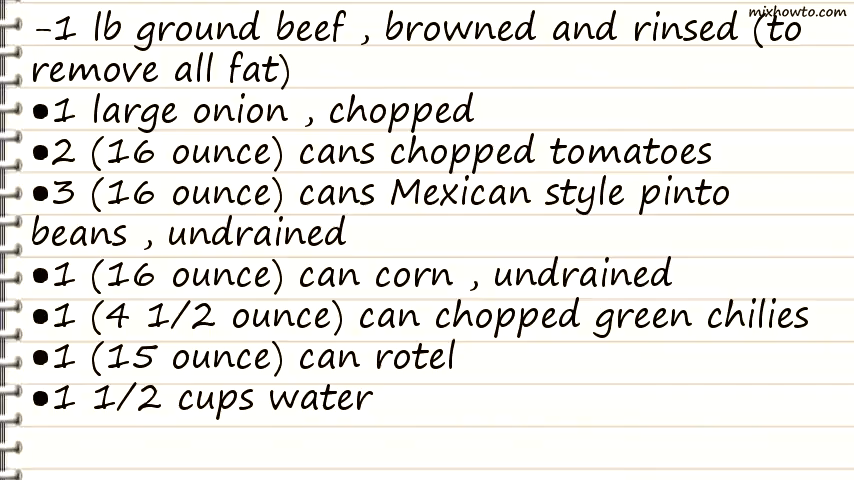 mixhowto.com
-1 lb ground beef , browned and rinsed (to
remove all fat)
•1 large onion , chopped
•2 (16 ounce) cans chopped tomatoes
•3 (16 ounce) cans Mexican style pinto
beans , undrained
•1 (16 ounce) can corn , undrained
•1 (4 1/2 ounce) can chopped green chilies
•1 (15 ounce) can rotel
•1 1/2 cups water